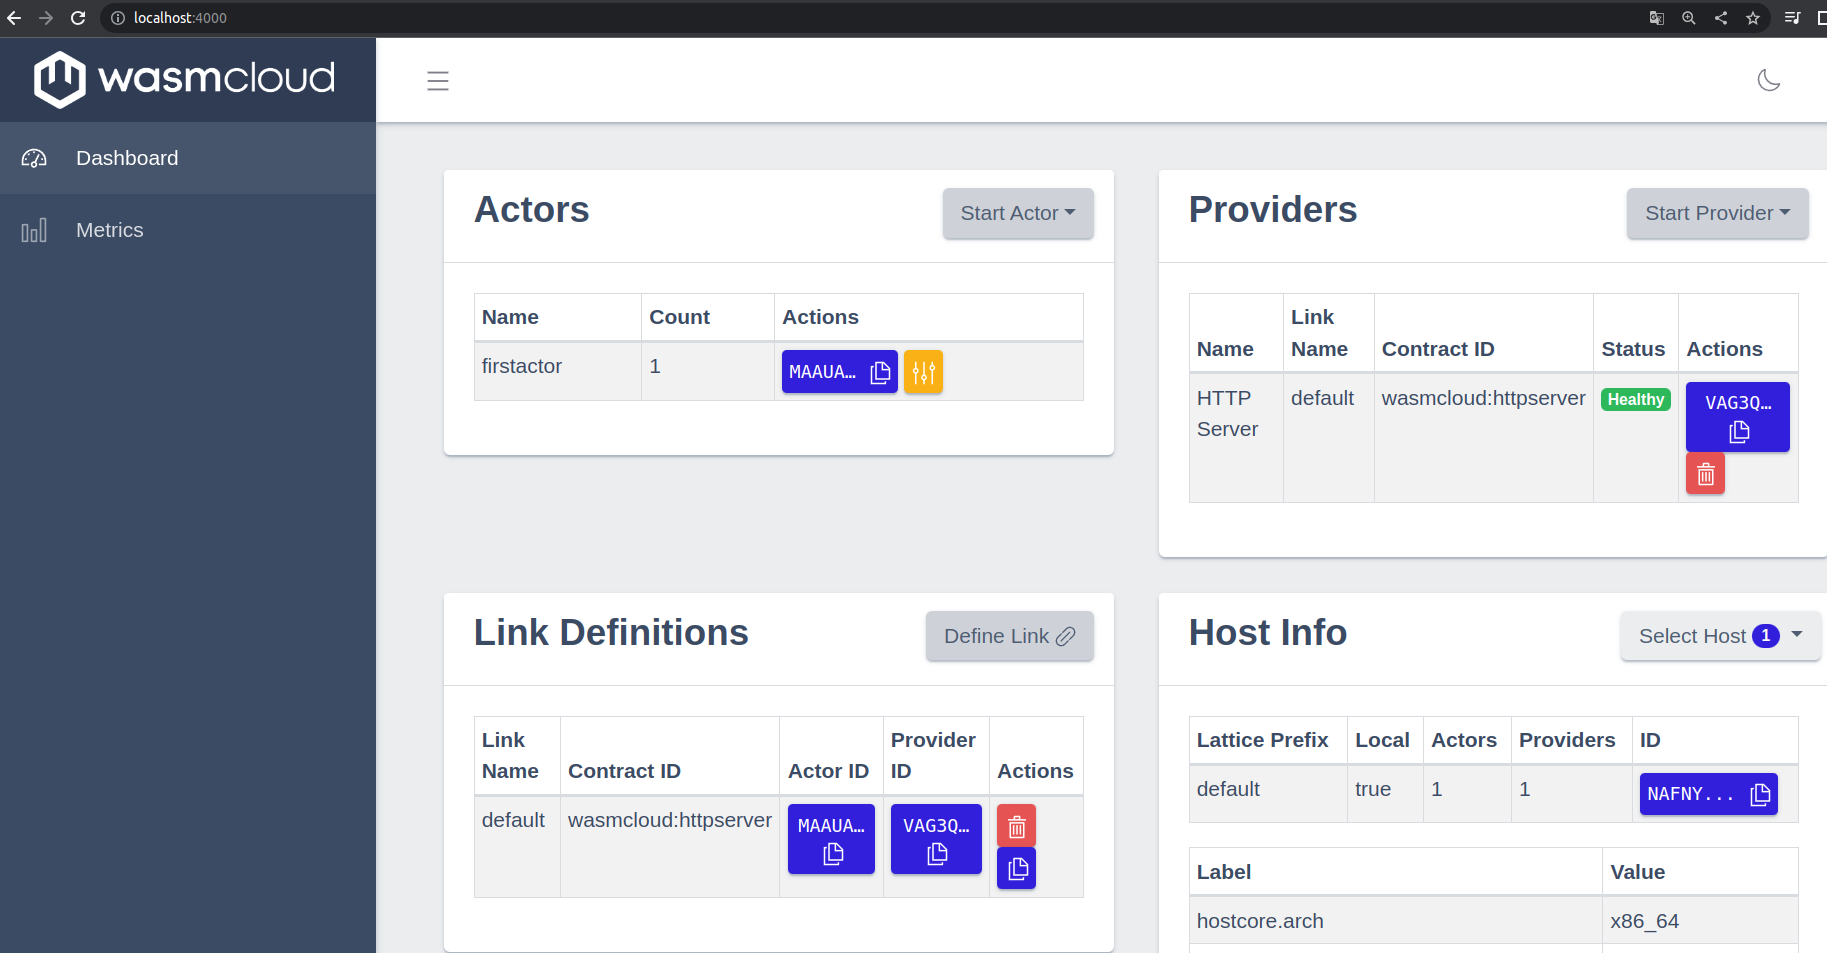 localhost:4000
wasmcloud
Dashboard
Metrics
Actors
Start Actor
Name Count Actions
firstactor 1 MAAUA...
Providers
Start Provider
Name Link Name Contract ID Status Actions
HTTP Server default wasmcloud:httpserver Healthy VAG3Q...
Link Definitions
Define Link
Link Name Contract ID Actor ID Provider ID Actions
default wasmcloud:httpserver MAAUA... VAG3Q...
Host Info
Select Host 1
Lattice Prefix Local Actors Providers ID
default true 1 1 NAFNY...
Label Value
hostcore.arch x86_64